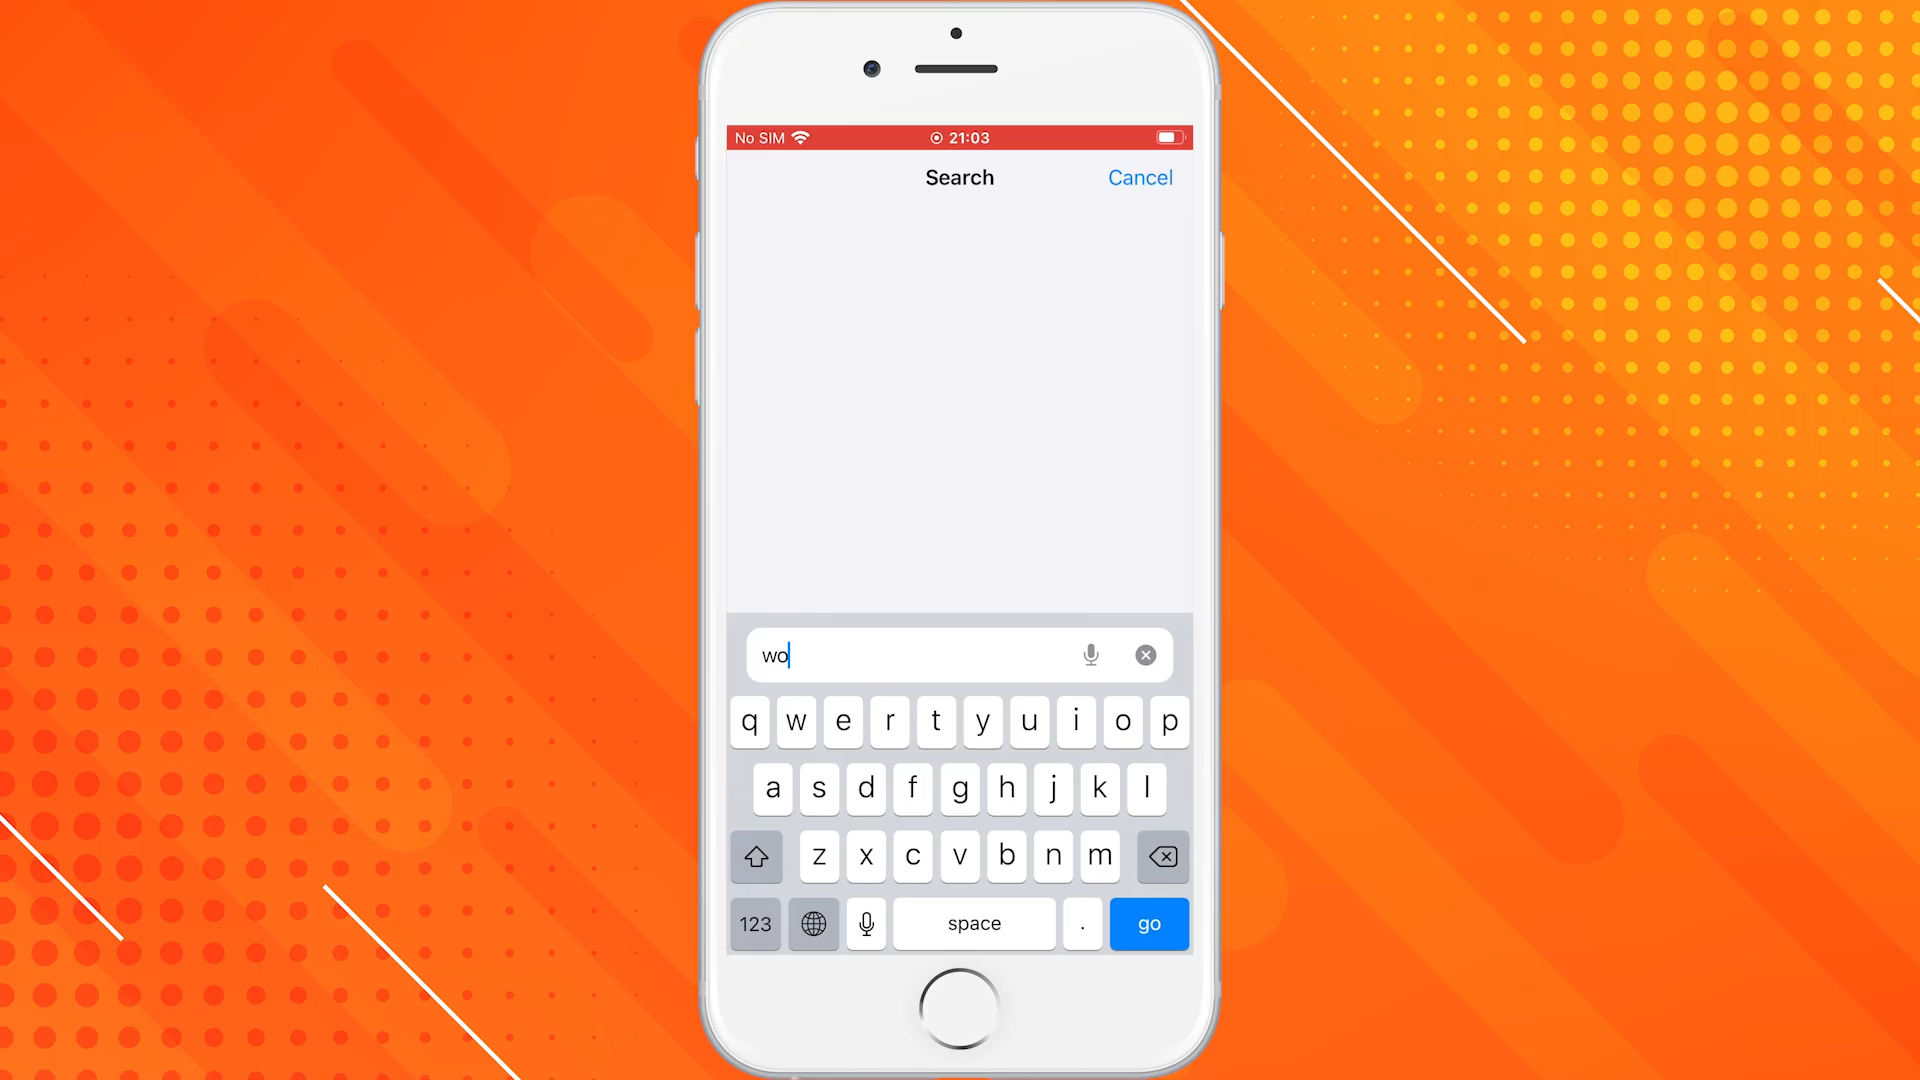 No SIM 21:03
Search Cancel
wo
q w e r t y u i o p
a s d f g h j k l
z x c v b n m
123 space . go